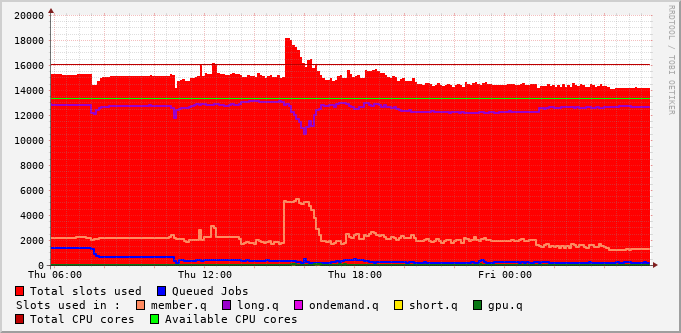 20000
18000
16000
14000
12000
10000
8000
6000
4000
2000
0
Thu 06:00 Thu 12:00 Thu 18:00 Fri 00:00
RRDTOOL / TOBI OETIKER
Total slots used Queued Jobs
Slots used in : member.q long.q ondemand.q short.q gpu.q
Total CPU cores Available CPU cores